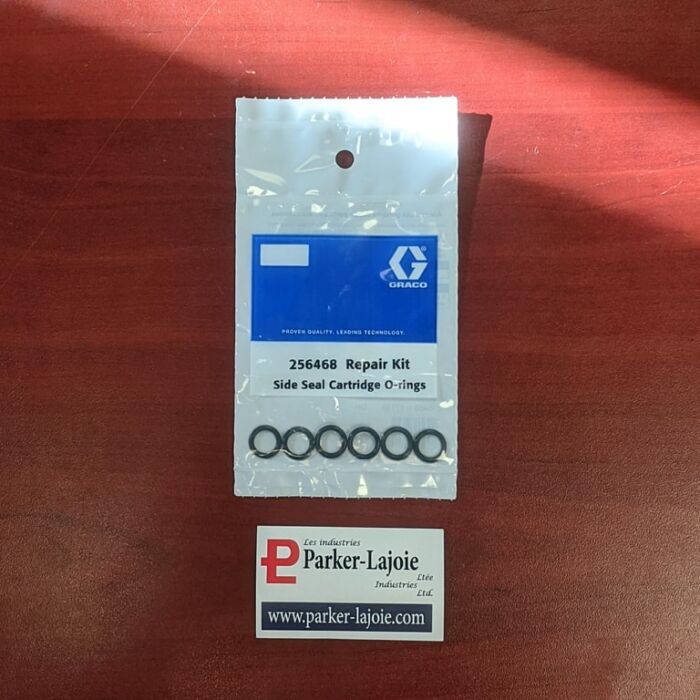 GRACO
PROVEN QUALITY. LEADING TECHNOLOGY.
256468 Repair Kit
Side Seal Cartridge O-rings
Les industries
Parker-Lajoie
Ltée
Industries
Ltd.
www.parker-lajoie.com